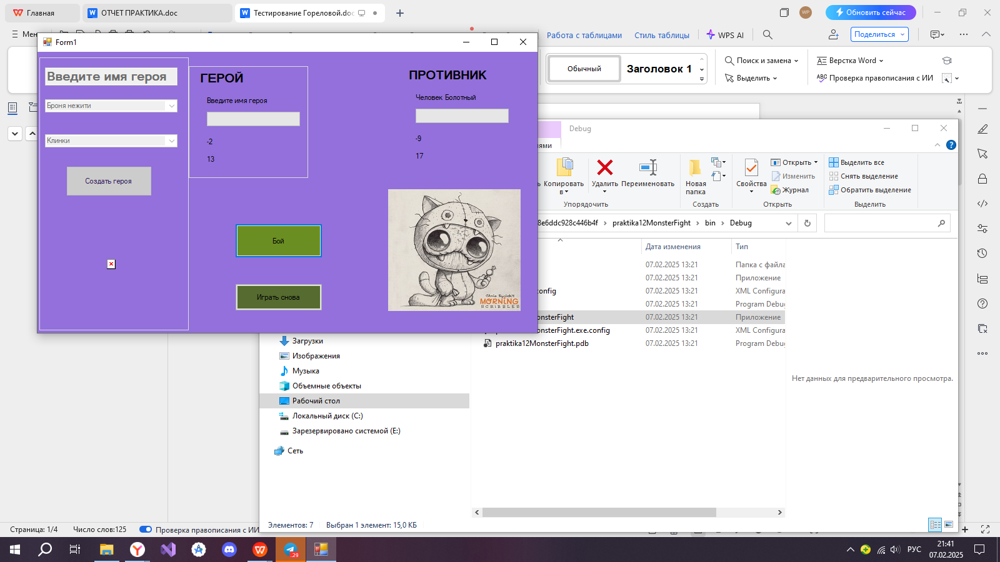 Главная
ОТЧЕТ ПРАКТИКА.doc
Тестирование Гореловой.doc
WP
Обновить сейчас
Работа с таблицами
Стиль таблицы
WPS AI
Поделиться
Обычный
Заголовок 1
Поиск и замена
Выделить
Верстка Word
Проверка правописания с ИИ
Form1
Введите имя героя
Броня нежити
Клинки
Создать героя
ГЕРОЙ
Введите имя героя
-2
13
Бой
Играть снова
ПРОТИВНИК
Человек Болотный
-9
17
Chris Ryniak's
MORNING
SCRIBBLES
Debug
Копировать в
Удалить
Переименовать
Упорядочить
Новая папка
Создать
Свойства
Открыть
Изменить
Журнал
Открыть
Выделить все
Снять выделение
Обратить выделение
Выделить
8e6ddc928c446b4f
praktika12MonsterFight
bin
Debug
Дата изменения
Тип
07.02.2025 13:21 Папка с файла
07.02.2025 13:21 Приложение
onfig 07.02.2025 13:21 XML Configura
07.02.2025 13:21 Program Debug
onsterFight 07.02.2025 13:21 Приложение
onsterFight.exe.config 07.02.2025 13:21 XML Configura
praktika12MonsterFight.pdb 07.02.2025 13:21 Program Debug
Загрузки
Изображения
Музыка
Объемные объекты
Рабочий стол
Локальный диск (C:)
Зарезервировано системой (E:)
Сеть
Нет данных для предварительного просмотра.
Элементов: 7
Выбран 1 элемент: 15,0 КБ
Страница: 1/4
Число слов:125
Проверка правописания с ИИ
29
РУС
21:41
07.02.2025